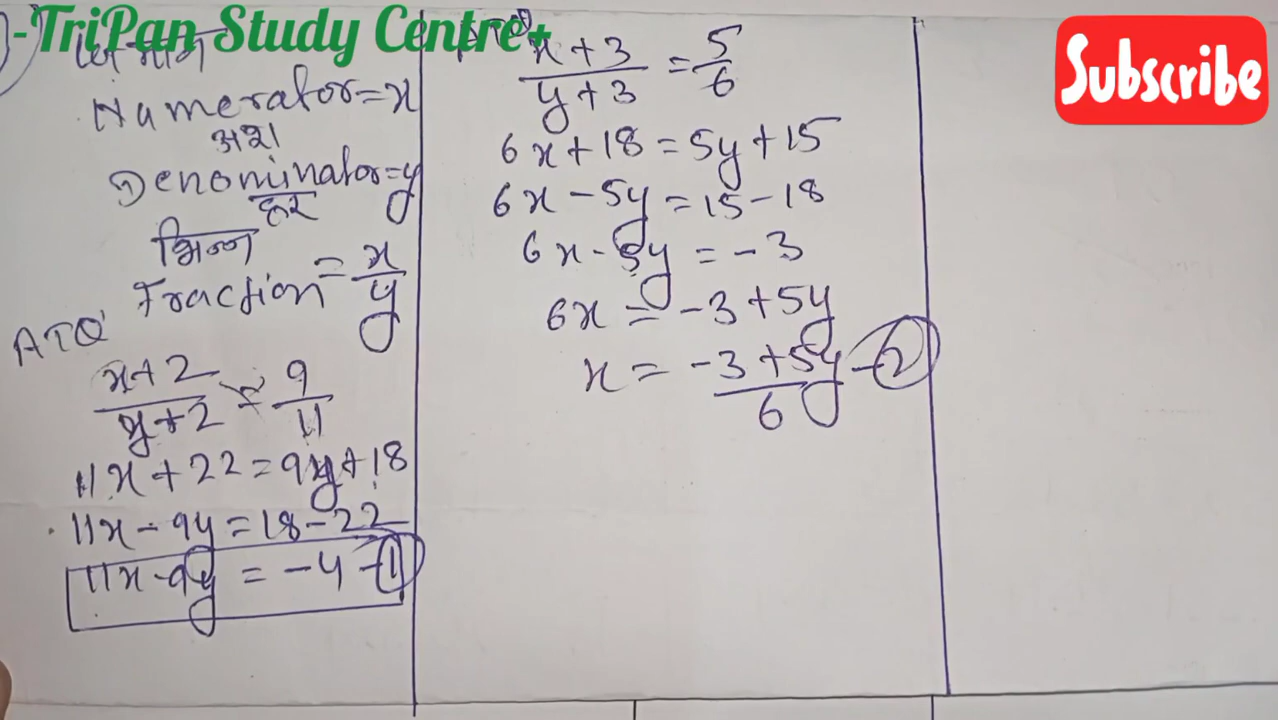 -TriPan Study Centre+
Subscribe
माना
Numerator = x
अंश
Denominator = y
हर
भिन्न
Fraction = x/y
ATQ
x+2/y+2 = 9/11
11x + 22 = 9y + 18
11x - 9y = 18 - 22
11x - 9y = -4 - ①
x+3/y+3 = 5/6
6x + 18 = 5y + 15
6x - 5y = 15 - 18
6x - 5y = -3
6x = -3 + 5y
x = -3 + 5y/6 - ②